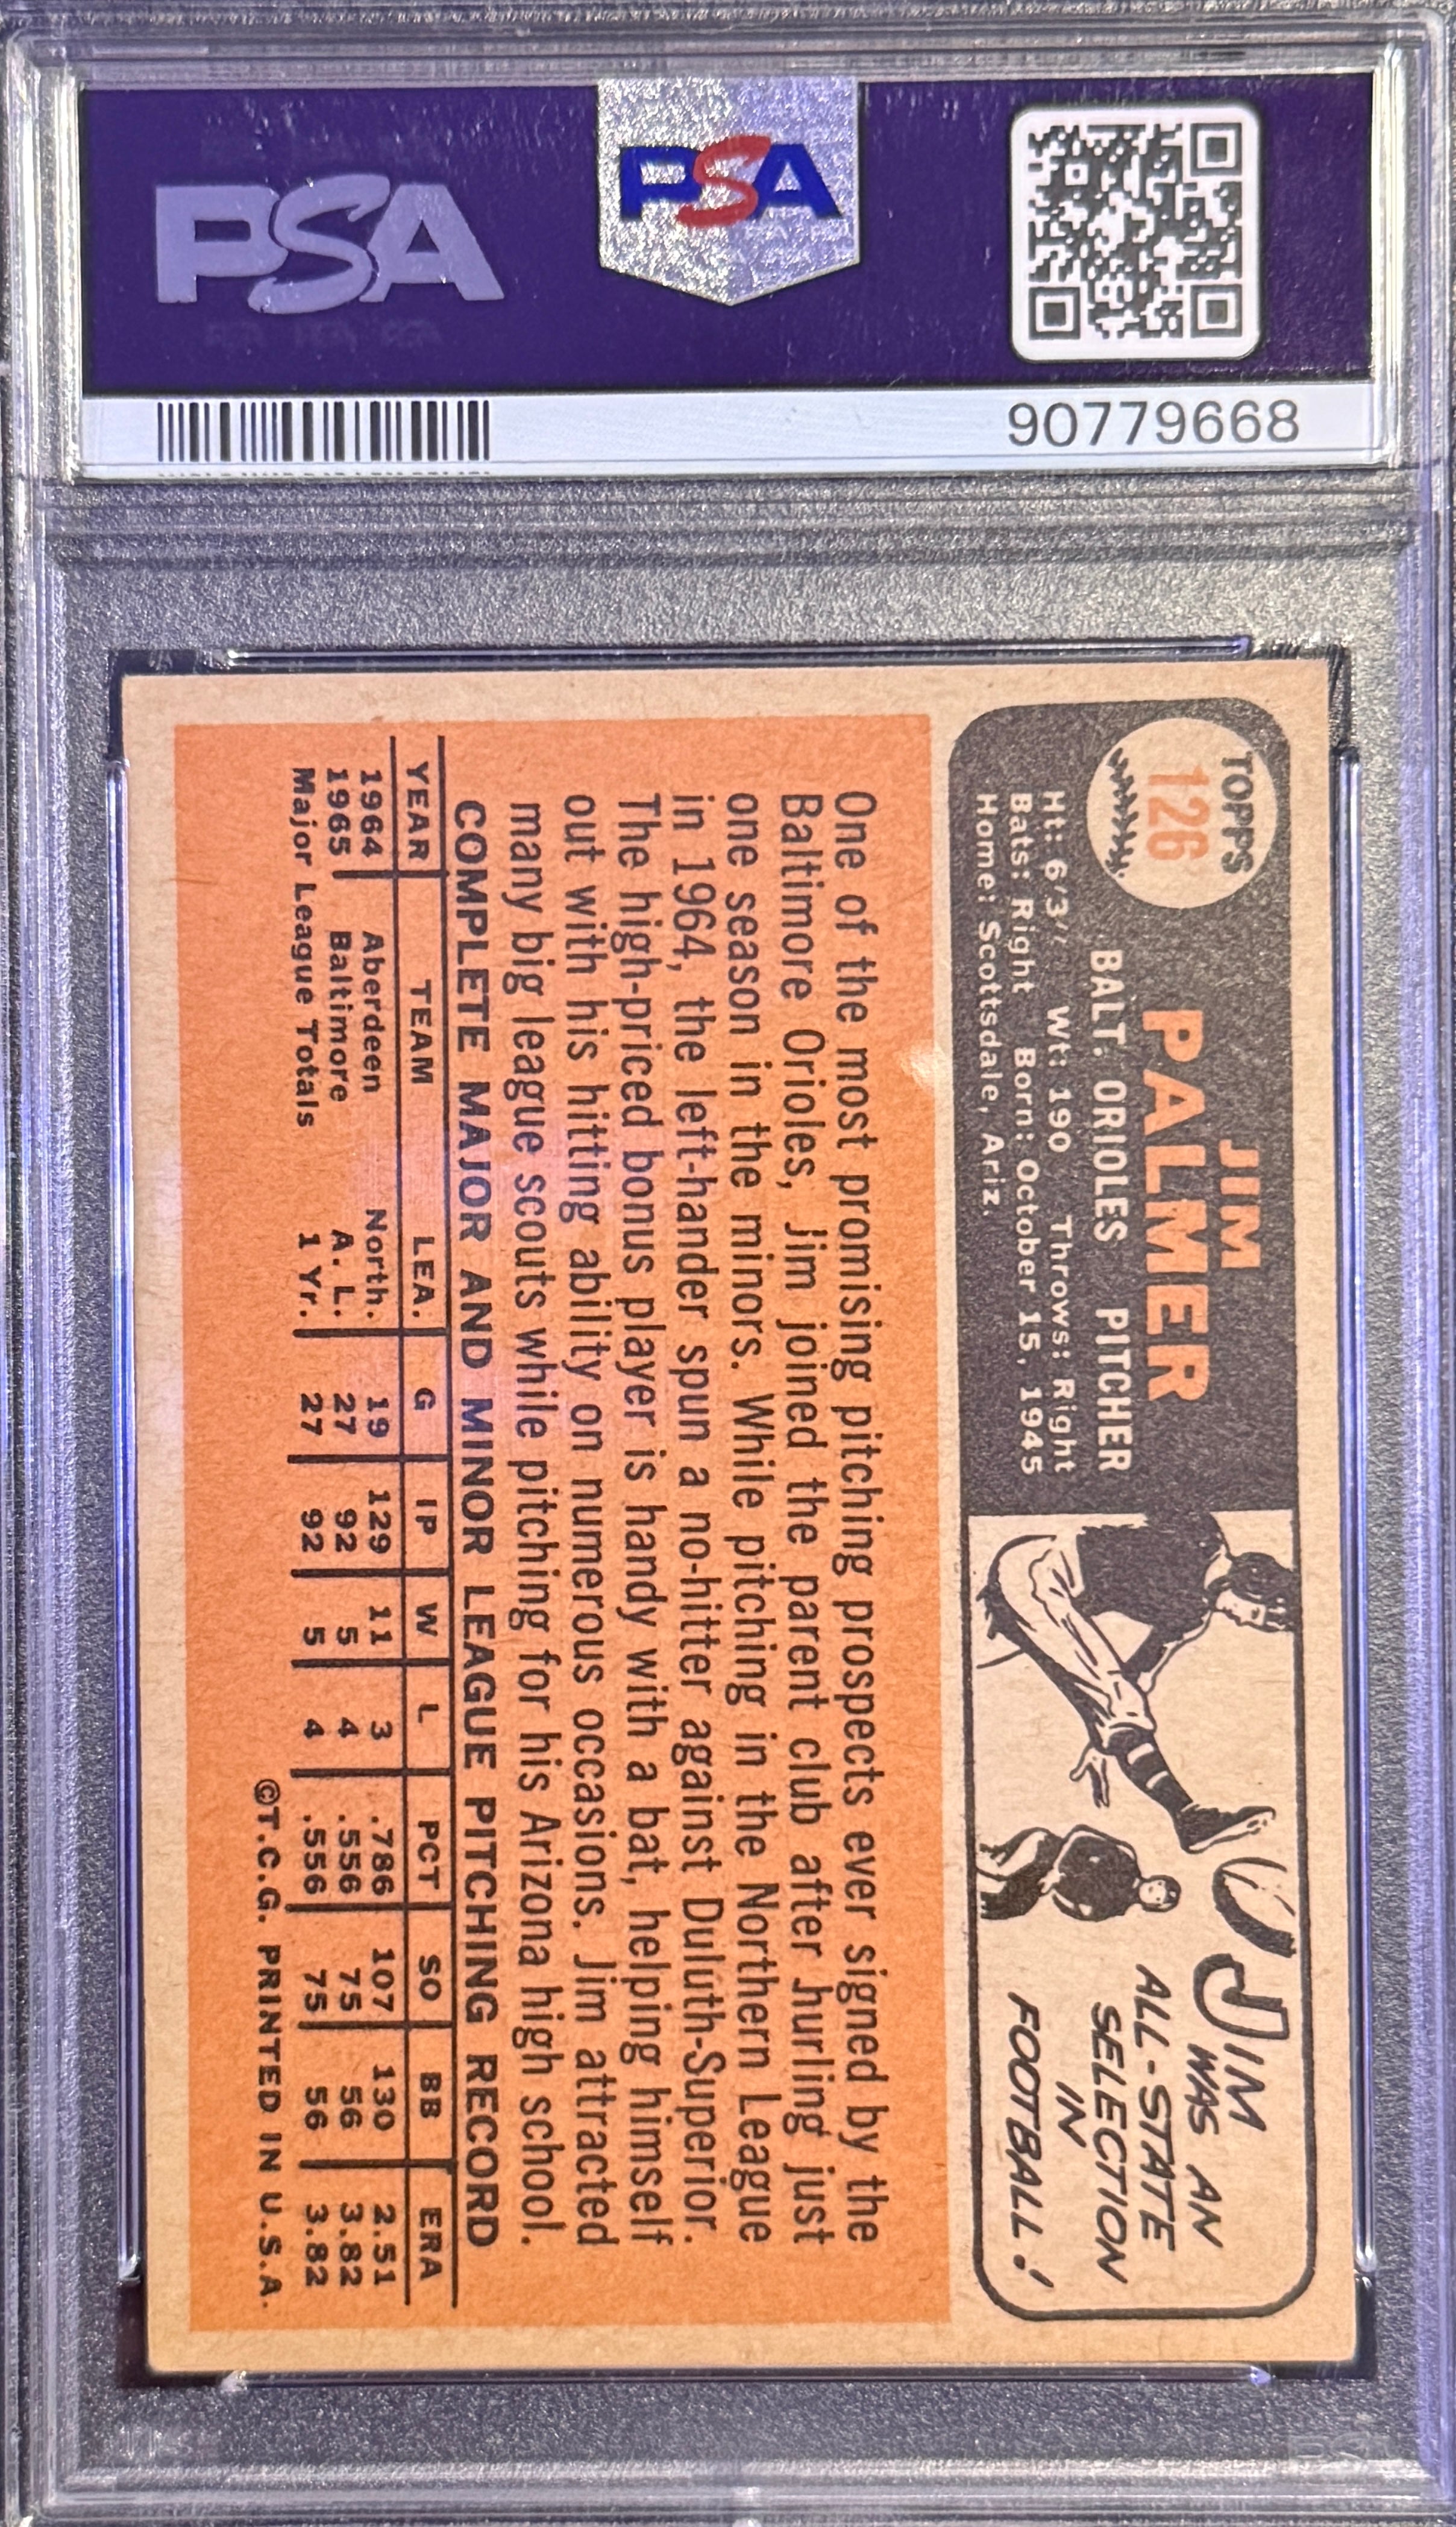 PSA
PSA
90779668
TOPPS
126
JIM
PALMER
BALT. ORIOLES PITCHER
Ht: 6'3" Wt: 190 Throws: Right
Bats: Right Born: October 15, 1945
Home: Scottsdale, Ariz.
JIM
WAS AN
ALL-STATE
SELECTION
IN
FOOTBALL!
One of the most promising pitching prospects ever signed by the
Baltimore Orioles, Jim joined the parent club after hurling just
one season in the minors. While pitching in the Northern League
in 1964, the left-hander spun a no-hitter against Duluth-Superior.
The high-priced bonus player is handy with a bat, helping himself
out with his hitting ability on numerous occasions. Jim attracted
many big league scouts while pitching for his Arizona high school.
COMPLETE MAJOR AND MINOR LEAGUE PITCHING RECORD
YEAR TEAM LEA. G IP W L PCT SO BB ERA
1964 Aberdeen North. 19 129 11 3 .786 107 130 2.51
1965 Baltimore A. L. 27 92 5 4 .556 75 56 3.82
Major League Totals 1 Yr. 27 92 5 4 .556 75 56 3.82
©T.C.G. PRINTED IN U.S.A.